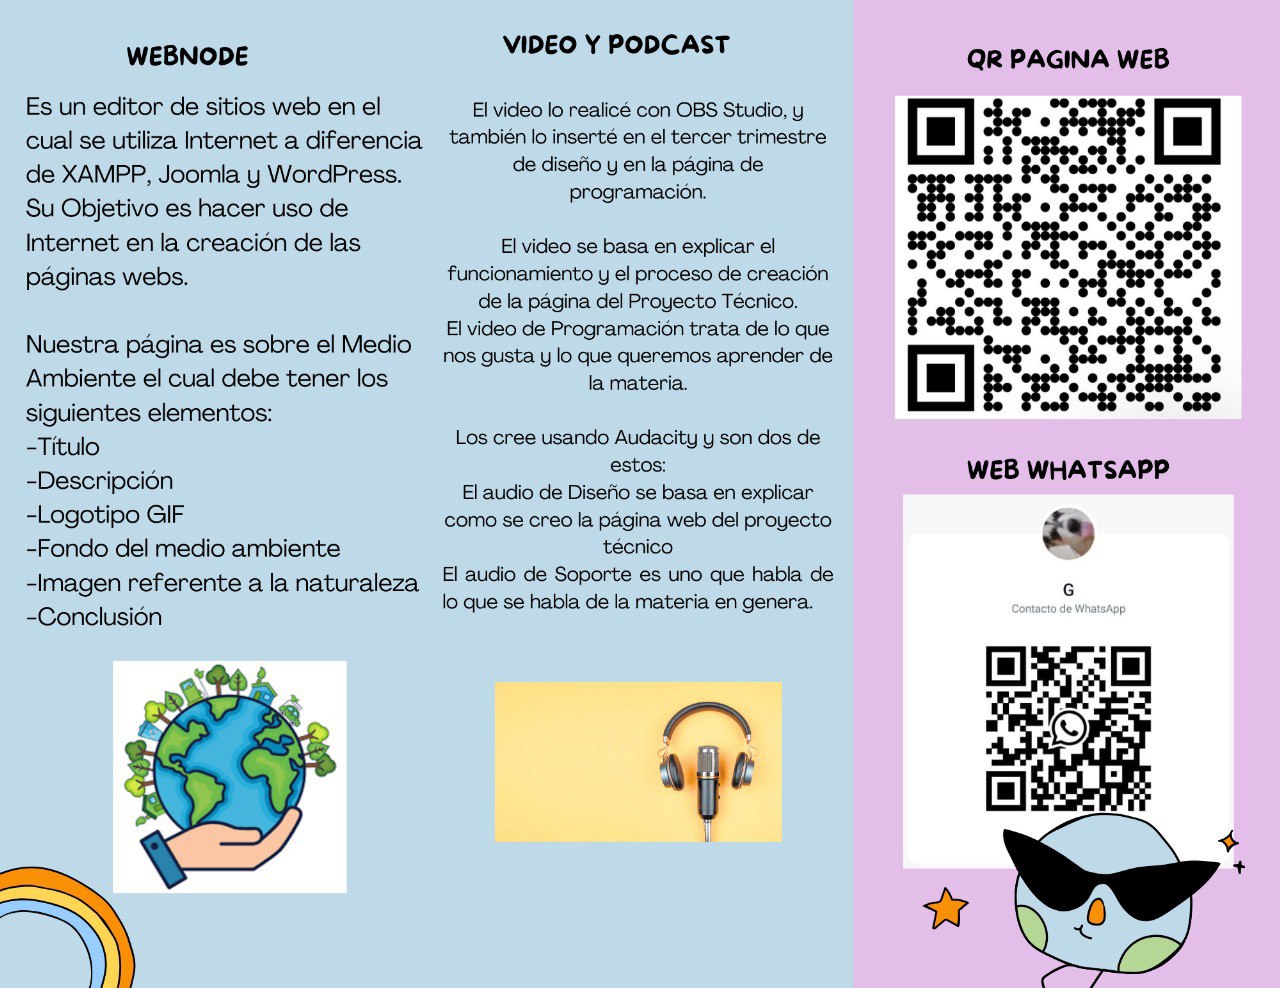 WEBNODE
Es un editor de sitios web en el
cual se utiliza Internet a diferencia
de XAMPP, Joomla y WordPress.
Su Objetivo es hacer uso de
Internet en la creación de las
páginas webs.
Nuestra página es sobre el Medio
Ambiente el cual debe tener los
siguientes elementos:
-Título
-Descripción
-Logotipo GIF
-Fondo del medio ambiente
-Imagen referente a la naturaleza
-Conclusión
VIDEO Y PODCAST
El video lo realicé con OBS Studio, y
también lo inserté en el tercer trimestre
de diseño y en la página de
programación.
El video se basa en explicar el
funcionamiento y el proceso de creación
de la página del Proyecto Técnico.
El video de Programación trata de lo que
nos gusta y lo que queremos aprender de
la materia.
Los cree usando Audacity y son dos de
estos:
El audio de Diseño se basa en explicar
como se creo la página web del proyecto
técnico
El audio de Soporte es uno que habla de
lo que se habla de la materia en genera.
QR PAGINA WEB
WEB WHATSAPP
G
Contacto de WhatsApp